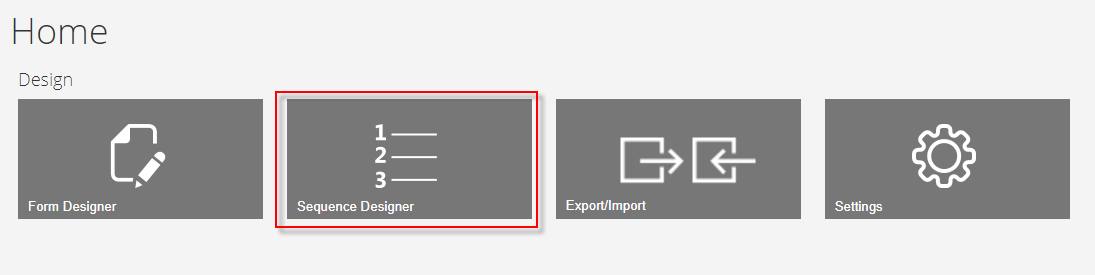 Home
Design
1
2
3
Form Designer
Sequence Designer
Export/Import
Settings